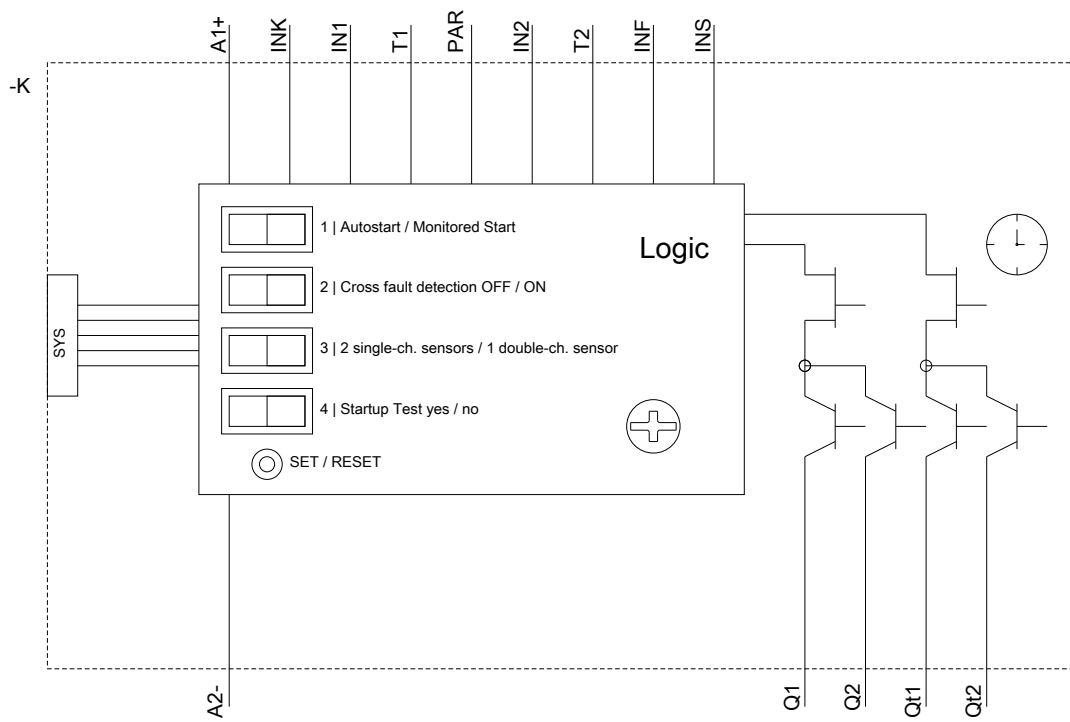 A1+
INK
IN1
T1
PAR
IN2
T2
INF
INS
-K
1 | Autostart / Monitored Start
Logic
2 | Cross fault detection OFF / ON
SYS
3 | 2 single-ch. sensors / 1 double-ch. sensor
4 | Startup Test yes / no
SET / RESET
A2-
Q1
Q2
Qt1
Qt2